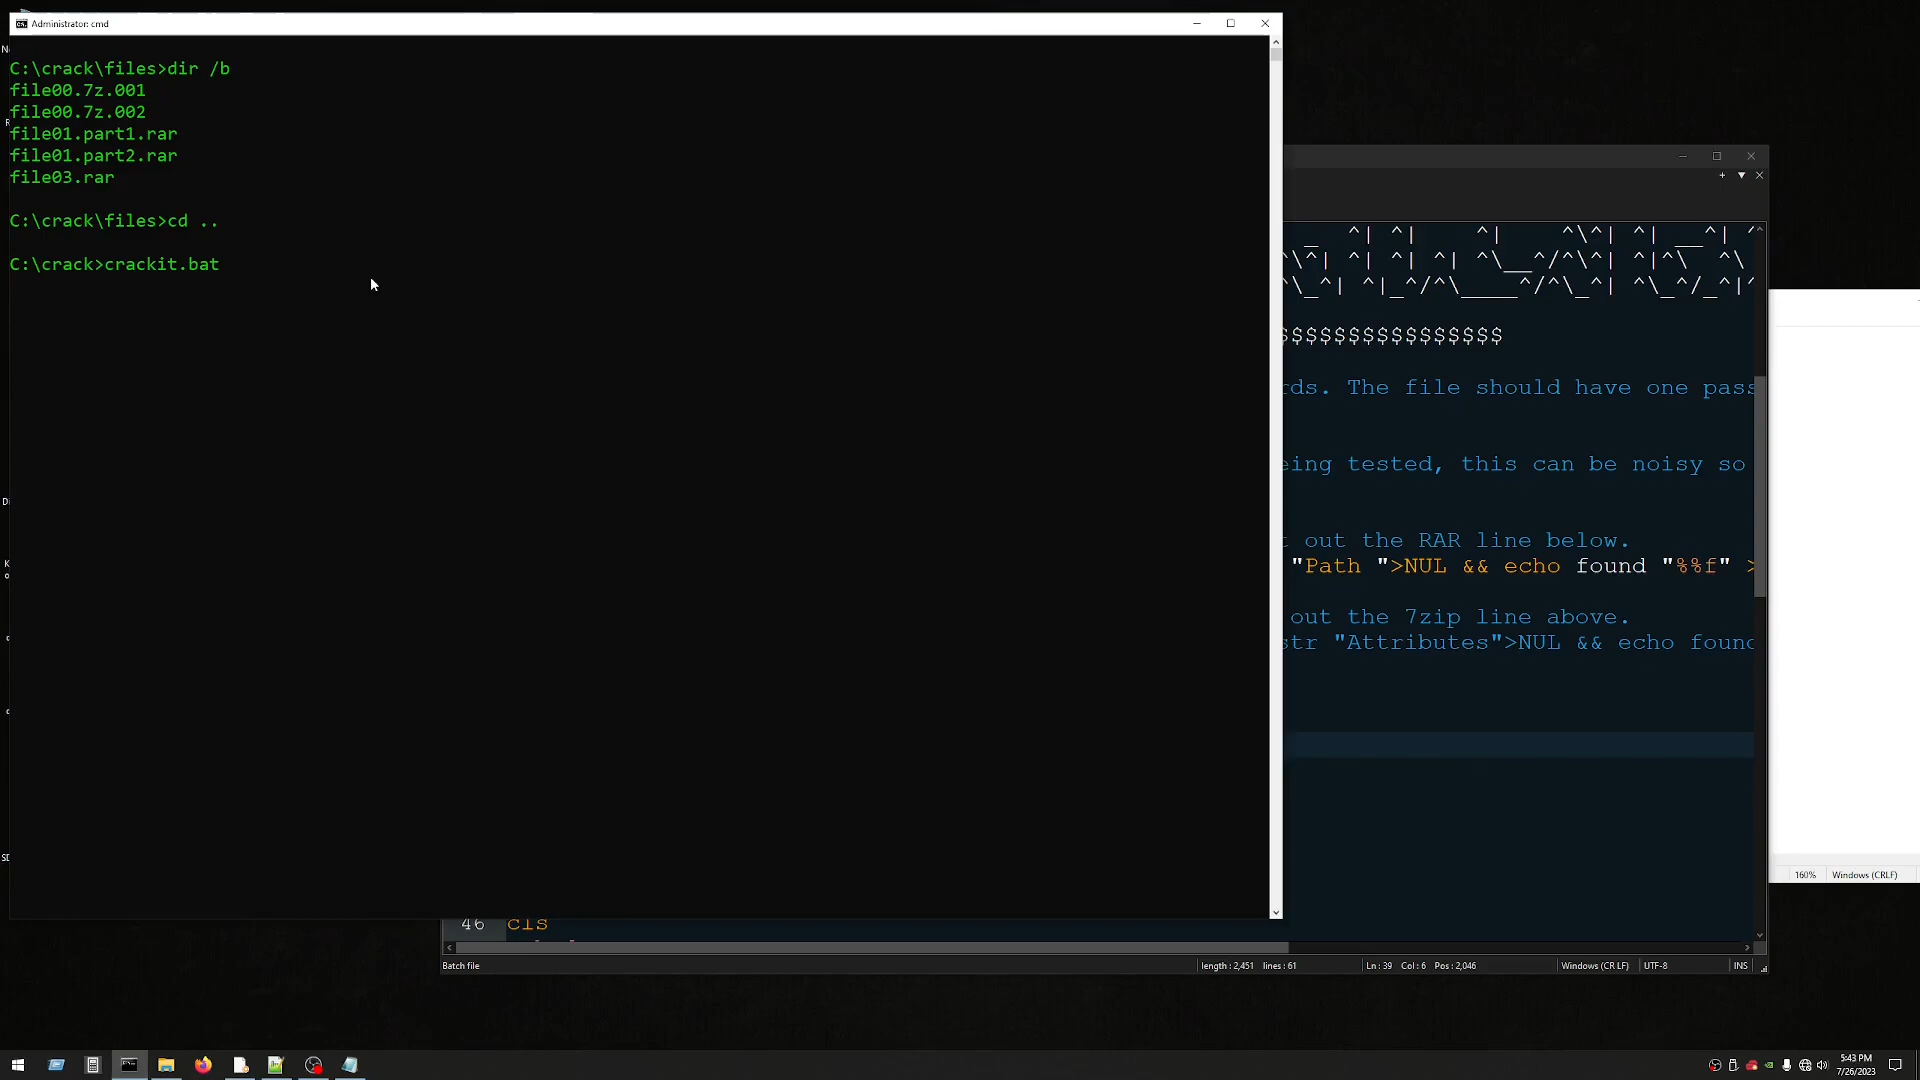 Administrator: cmd
C:\crack\files>dir /b
file00.7z.001
file00.7z.002
file01.part1.rar
file01.part2.rar
file03.rar
C:\crack\files>cd ..
C:\crack>crackit.bat
$$$$$$$$$$$$$$$
rds. The file should have one pass
eing tested, this can be noisy so
t out the RAR line below.
"Path ">NUL && echo found "%%f" >
out the 7zip line above.
str "Attributes">NUL && echo found
46 cls
Batch file
length : 2,451 lines : 61
Ln : 39 Col : 6 Pos : 2,046
Windows (CR LF)
UTF-8
INS
160%
Windows (CRLF)
5:43 PM
7/26/2023